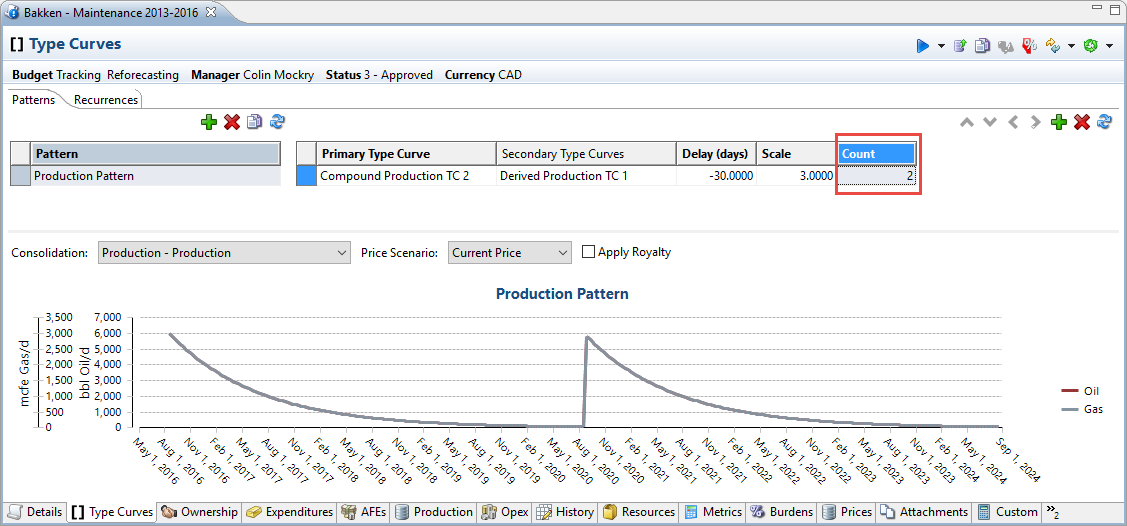 Bakken - Maintenance 2013-2016
[] Type Curves
Budget Tracking Reforecasting Manager Colin Mockry Status 3 - Approved Currency CAD
Patterns Recurrences
Pattern
Production Pattern
Primary Type Curve Secondary Type Curves Delay (days) Scale Count
Compound Production TC 2 Derived Production TC 1 -30.0000 3.0000 2
Consolidation: Production - Production Price Scenario: Current Price Apply Royalty
Production Pattern
mcfe Gas/d
3,500
3,000
2,500
2,000
1,500
1,000
500
0
bbl Oil/d
7,000
6,000
5,000
4,000
3,000
2,000
1,000
0
May 1, 2016
Aug 1, 2016
Nov 1, 2016
Feb 1, 2017
May 1, 2017
Aug 1, 2017
Nov 1, 2017
Feb 1, 2018
May 1, 2018
Aug 1, 2018
Nov 1, 2018
Feb 1, 2019
May 1, 2019
Aug 1, 2019
Nov 1, 2019
Feb 1, 2020
May 1, 2020
Aug 1, 2020
Nov 1, 2020
Feb 1, 2021
May 1, 2021
Aug 1, 2021
Nov 1, 2021
Feb 1, 2022
May 1, 2022
Aug 1, 2022
Nov 1, 2022
Feb 1, 2023
May 1, 2023
Aug 1, 2023
Nov 1, 2023
Feb 1, 2024
May 1, 2024
Sep 1, 2024
Oil
Gas
Details [] Type Curves Ownership Expenditures AFEs Production Opex History Resources Metrics Burdens Prices Attachments Custom »2